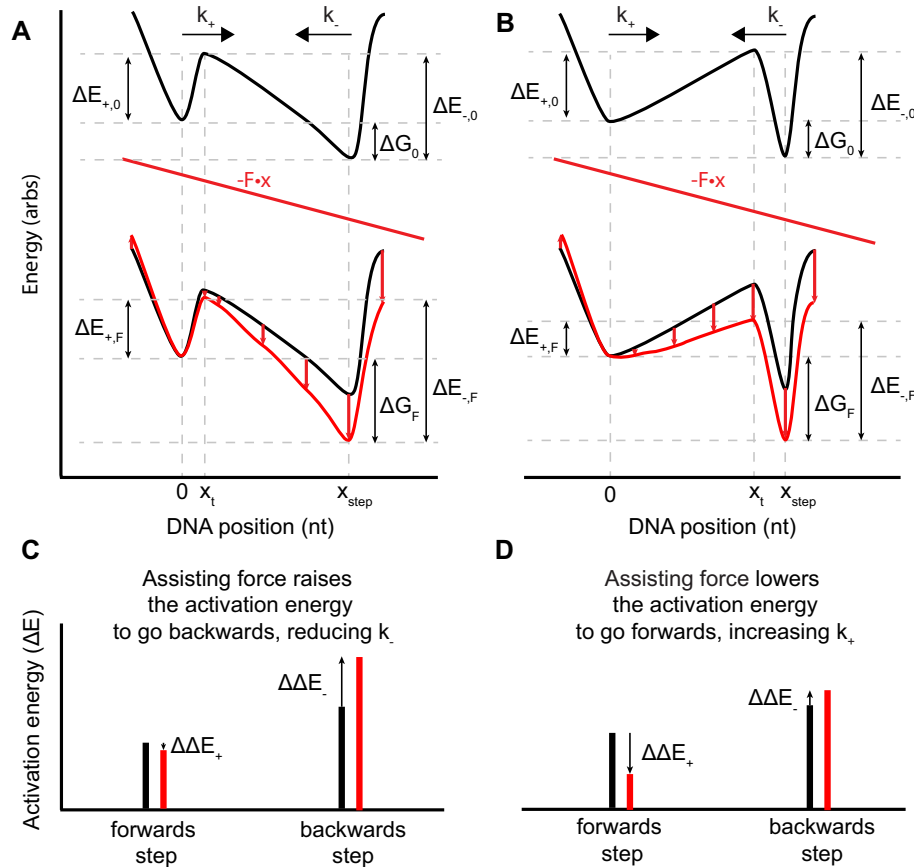 A
k+
k-
ΔE+,0
ΔE-,0
ΔG0
-F•x
Energy (arbs)
ΔE+,F
ΔE-,F
ΔGF
0
xt
xstep
DNA position (nt)
B
k+
k-
ΔE+,0
ΔE-,0
ΔG0
-F•x
ΔE+,F
ΔE-,F
ΔGF
0
xt
xstep
DNA position (nt)
C
Assisting force raises
the activation energy
to go backwards, reducing k-
Activation energy (ΔE)
ΔΔE+
ΔΔE-
forwards
step
backwards
step
D
Assisting force lowers
the activation energy
to go forwards, increasing k+
ΔΔE+
ΔΔE-
forwards
step
backwards
step